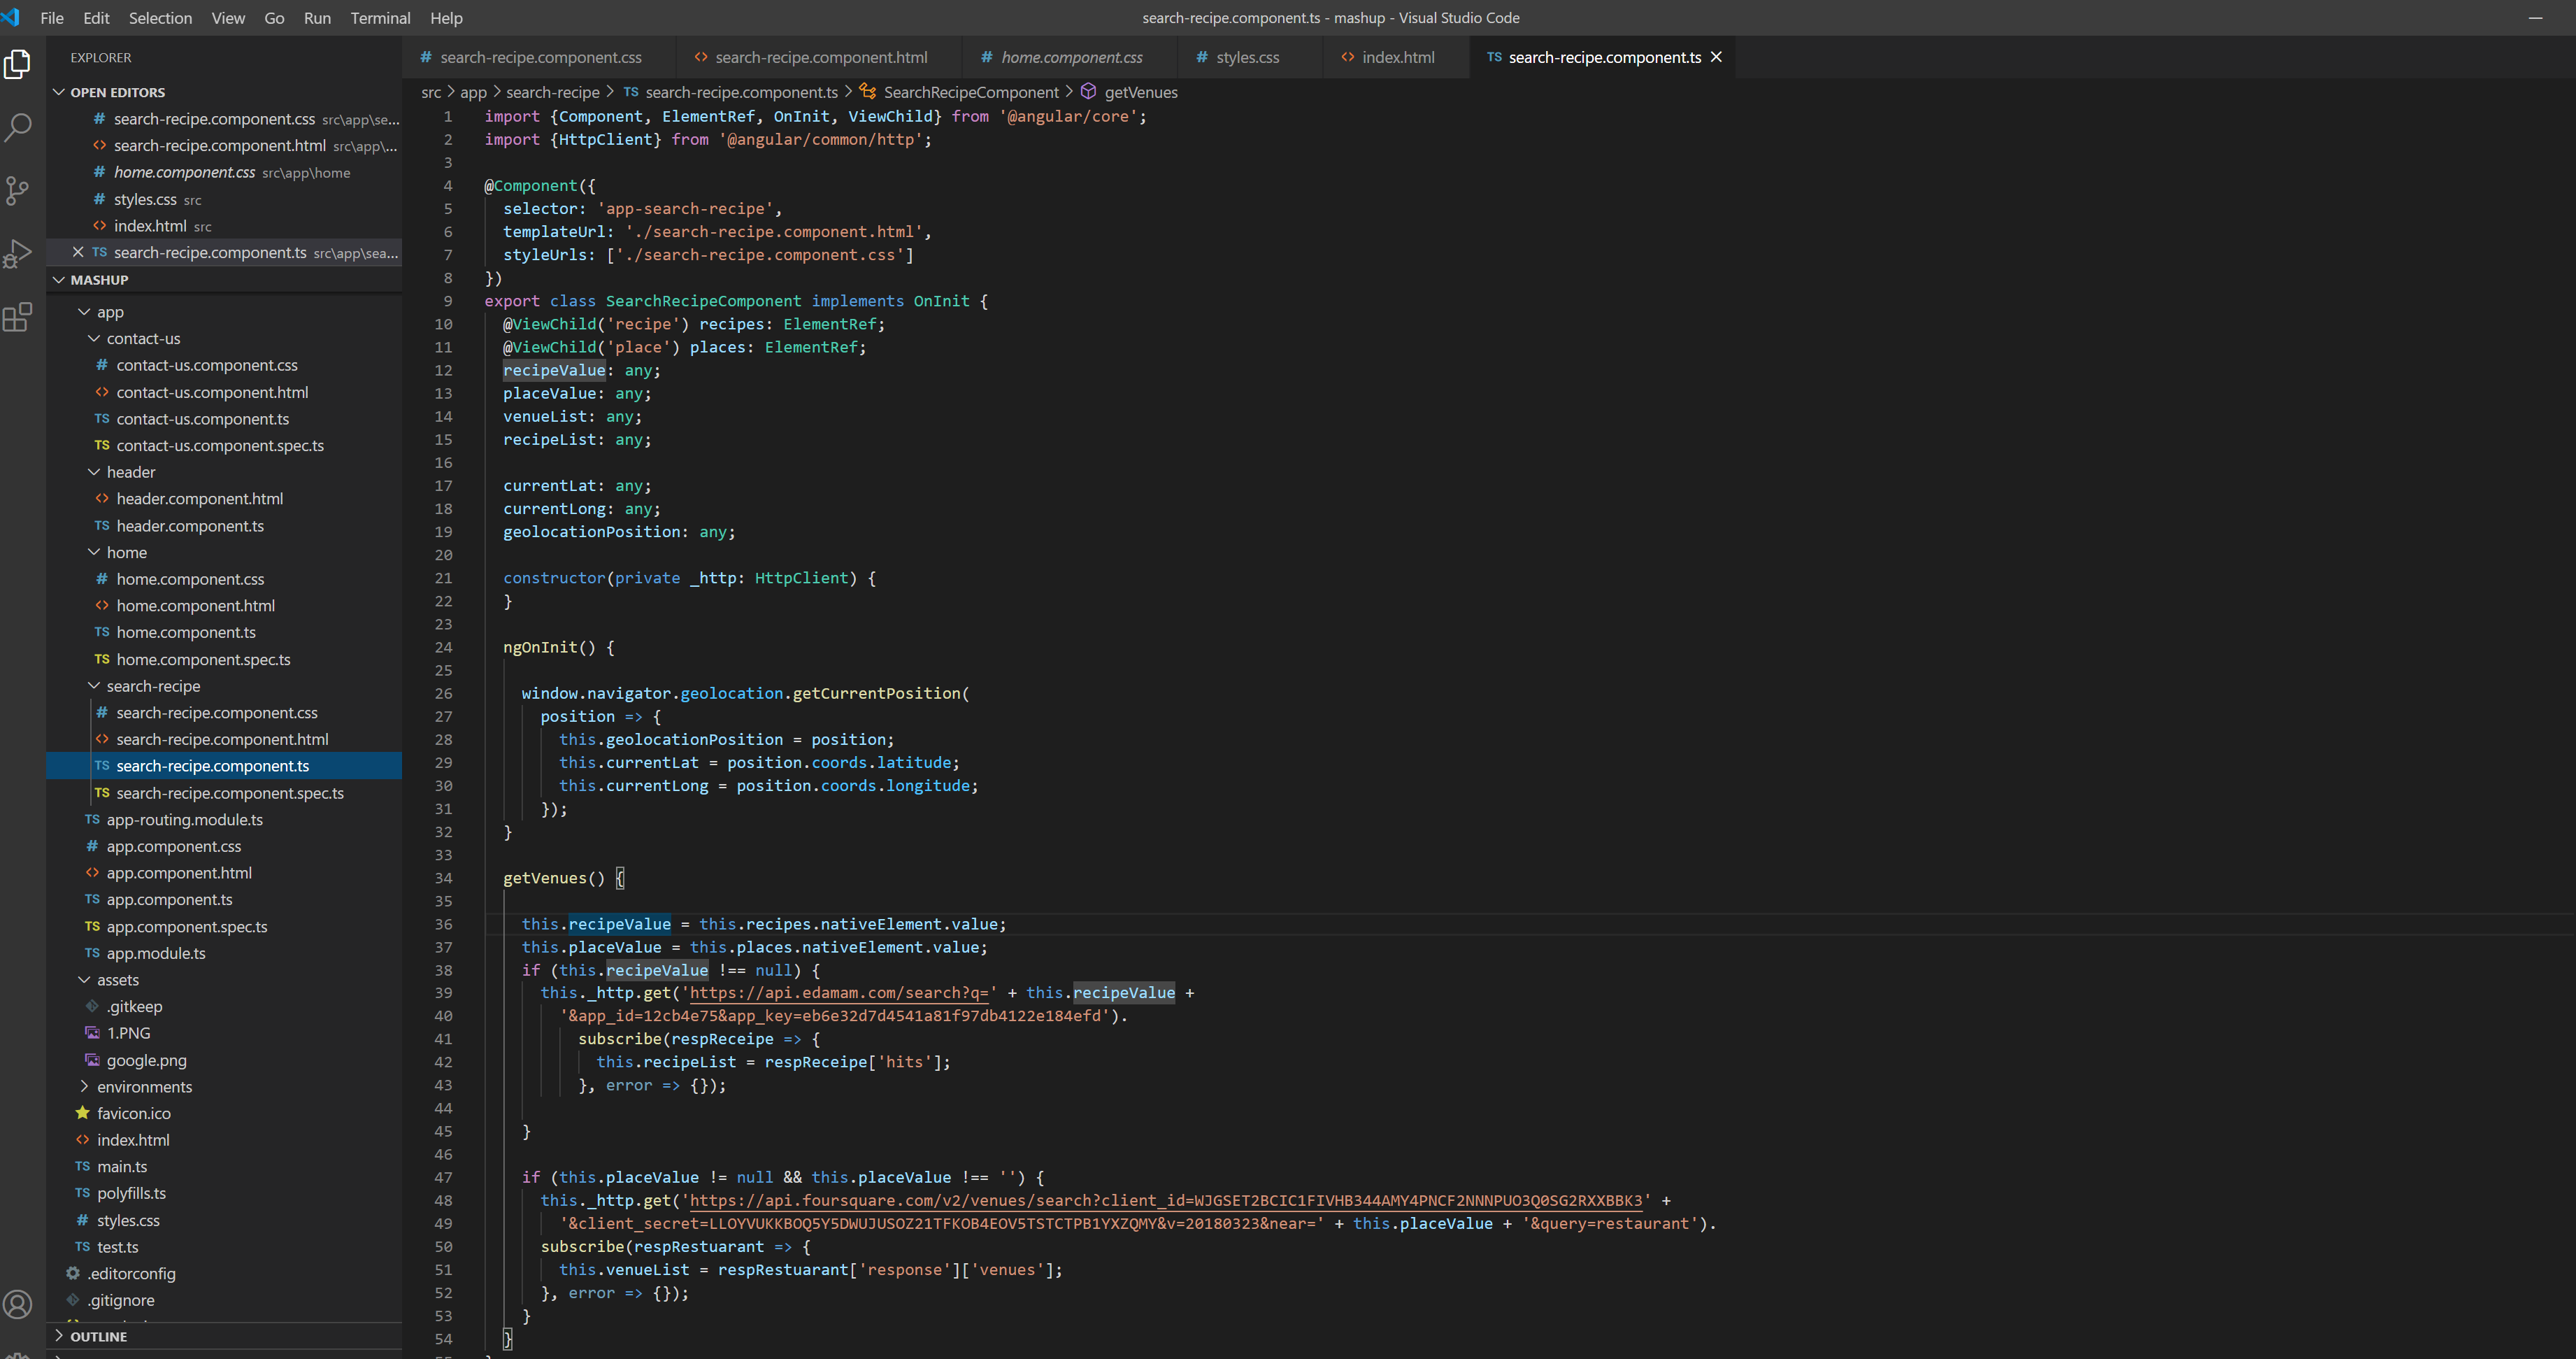 File Edit Selection View Go Run Terminal Help
search-recipe.component.ts - mashup - Visual Studio Code
EXPLORER
OPEN EDITORS
# search-recipe.component.css src\app\se...
<> search-recipe.component.html src\app\...
# home.component.css src\app\home
# styles.css src
<> index.html src
TS search-recipe.component.ts src\app\sea...
MASHUP
app
contact-us
# contact-us.component.css
<> contact-us.component.html
TS contact-us.component.ts
TS contact-us.component.spec.ts
header
<> header.component.html
TS header.component.ts
home
# home.component.css
<> home.component.html
TS home.component.ts
TS home.component.spec.ts
search-recipe
# search-recipe.component.css
<> search-recipe.component.html
TS search-recipe.component.ts
TS search-recipe.component.spec.ts
TS app-routing.module.ts
# app.component.css
<> app.component.html
TS app.component.ts
TS app.component.spec.ts
TS app.module.ts
assets
.gitkeep
1.PNG
google.png
environments
favicon.ico
<> index.html
TS main.ts
TS polyfills.ts
# styles.css
TS test.ts
.editorconfig
.gitignore
OUTLINE
# search-recipe.component.css <> search-recipe.component.html # home.component.css # styles.css <> index.html TS search-recipe.component.ts
src > app > search-recipe > TS search-recipe.component.ts > SearchRecipeComponent > getVenues
1 import {Component, ElementRef, OnInit, ViewChild} from '@angular/core';
2 import {HttpClient} from '@angular/common/http';
3
4 @Component({
5 selector: 'app-search-recipe',
6 templateUrl: './search-recipe.component.html',
7 styleUrls: ['./search-recipe.component.css']
8 })
9 export class SearchRecipeComponent implements OnInit {
10 @ViewChild('recipe') recipes: ElementRef;
11 @ViewChild('place') places: ElementRef;
12 recipeValue: any;
13 placeValue: any;
14 venueList: any;
15 recipeList: any;
16
17 currentLat: any;
18 currentLong: any;
19 geolocationPosition: any;
20
21 constructor(private _http: HttpClient) {
22 }
23
24 ngOnInit() {
25
26 window.navigator.geolocation.getCurrentPosition(
27 position => {
28 this.geolocationPosition = position;
29 this.currentLat = position.coords.latitude;
30 this.currentLong = position.coords.longitude;
31 });
32 }
33
34 getVenues() {
35
36 this.recipeValue = this.recipes.nativeElement.value;
37 this.placeValue = this.places.nativeElement.value;
38 if (this.recipeValue !== null) {
39 this._http.get('https://api.edamam.com/search?q=' + this.recipeValue +
40 '&app_id=12cb4e75&app_key=eb6e32d7d4541a81f97db4122e184efd').
41 subscribe(respReceipe => {
42 this.recipeList = respReceipe['hits'];
43 }, error => {});
44
45 }
46
47 if (this.placeValue != null && this.placeValue !== '') {
48 this._http.get('https://api.foursquare.com/v2/venues/search?client_id=WJGSET2BCIC1FIVHB344AMY4PNCF2NNNPUO3Q0SG2RXXBBK3' +
49 '&client_secret=LLOYVUKKBOQ5Y5DWUJUSOZ21TFKOB4EOV5TSTCTPB1YXZQMY&v=20180323&near=' + this.placeValue + '&query=restaurant').
50 subscribe(respRestuarant => {
51 this.venueList = respRestuarant['response']['venues'];
52 }, error => {});
53 }
54 }